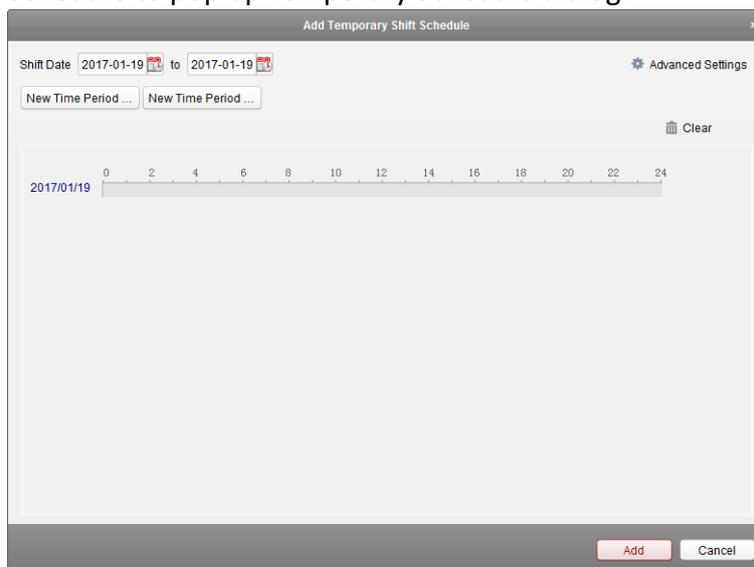 Add Temporary Shift Schedule
Shift Date 2017-01-19 to 2017-01-19 Advanced Settings
New Time Period ... New Time Period ...
Clear
0 2 4 6 8 10 12 14 16 18 20 22 24
2017/01/19
Add Cancel